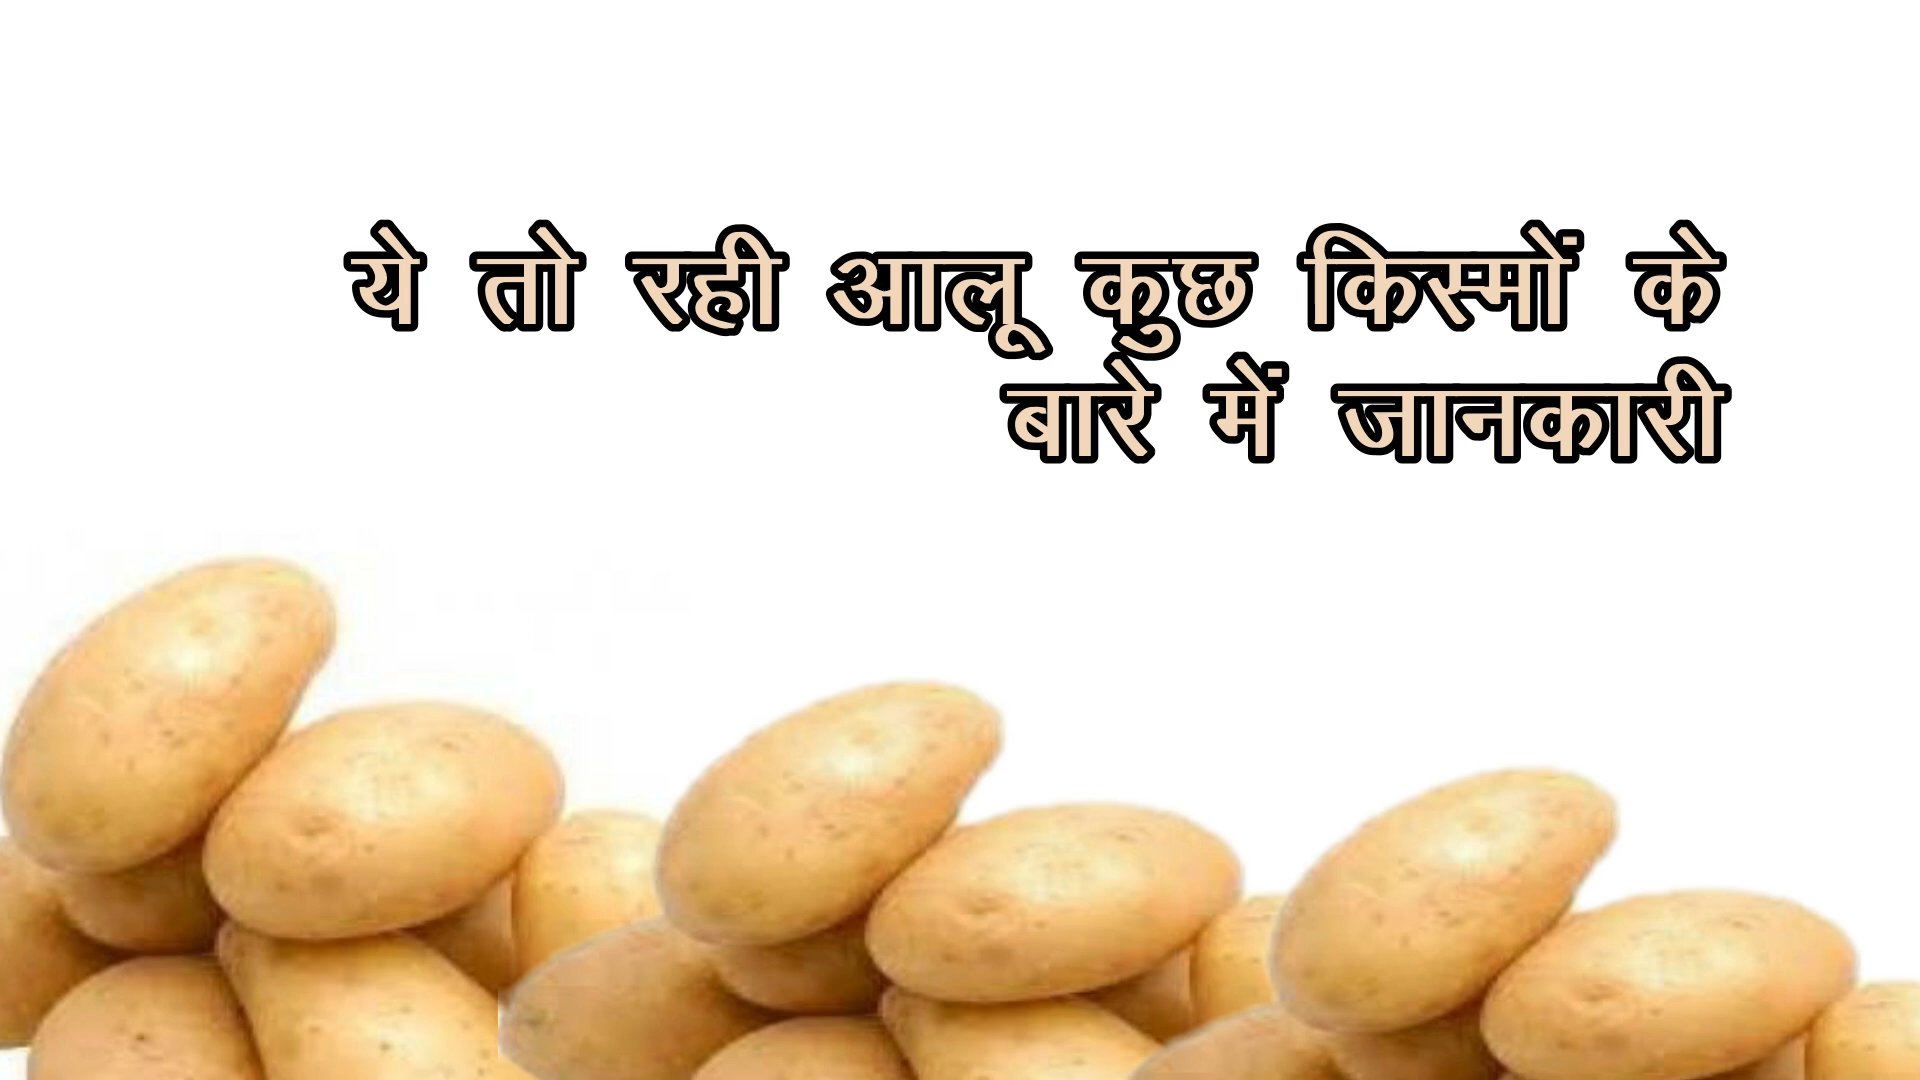 ये तो रही आलू कुछ किस्मों के
बारे में जानकारी